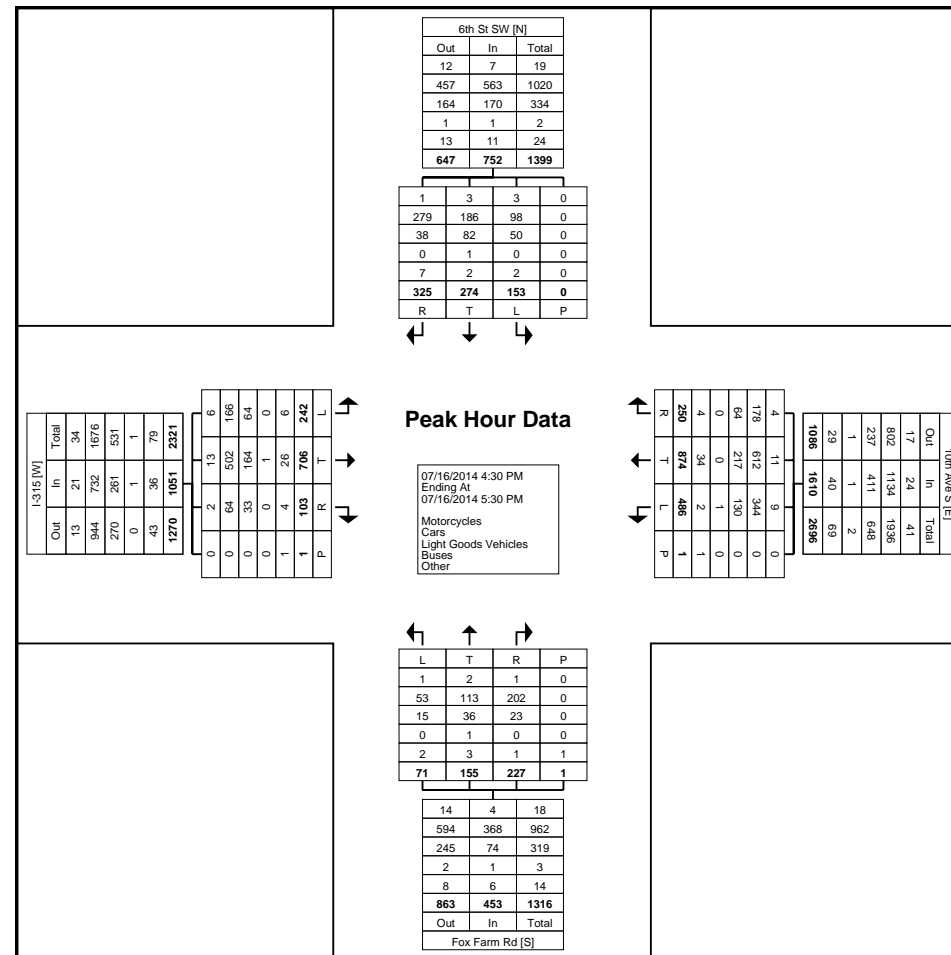 6th St SW [N]
Out In Total
12 7 19
457 563 1020
164 170 334
1 1 2
13 11 24
647 752 1399
1 3 3 0
279 186 98 0
38 82 50 0
0 1 0 0
7 2 2 0
325 274 153 0
R T L P
I-315 [W]
Total 34 1676 531 1 79 2321
In 21 732 261 1 36 1051
Out 13 944 270 0 43 1270
6 166 64 0 6 242 L
13 502 164 1 26 706 T
2 64 33 0 4 103 R
0 0 0 0 1 1 P
Peak Hour Data
07/16/2014 4:30 PM
Ending At
07/16/2014 5:30 PM
Motorcycles
Cars
Light Goods Vehicles
Buses
Other
R 250 4 0 64 178 4
T 874 34 0 217 612 11
L 486 2 1 130 344 9
P 1 1 0 0 0 0
1086 29 1 237 802 17 Out
1610 40 1 411 1134 24 In
2696 69 2 648 1936 41 Total
10th Ave S [E]
L T R P
1 2 1 0
53 113 202 0
15 36 23 0
0 1 0 0
2 3 1 1
71 155 227 1
14 4 18
594 368 962
245 74 319
2 1 3
8 6 14
863 453 1316
Out In Total
Fox Farm Rd [S]